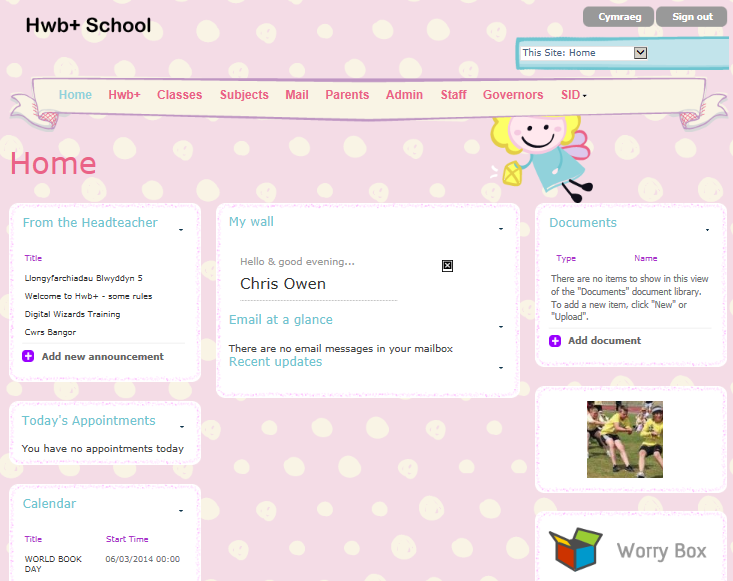 Hwb+ School
Cymraeg
Sign out
This Site: Home
Home Hwb+ Classes Subjects Mail Parents Admin Staff Governors SID
Home
From the Headteacher
Title
Llongyfarchiadau Blwyddyn 5
Welcome to Hwb+ - some rules
Digital Wizards Training
Cwrs Bangor
Add new announcement
Today's Appointments
You have no appointments today
Calendar
Title Start Time
WORLD BOOK
DAY
06/03/2014 00:00
My wall
Hello & good evening...
Chris Owen
Email at a glance
There are no email messages in your mailbox
Recent updates
Documents
Type Name
There are no items to show in this view
of the "Documents" document library.
To add a new item, click "New" or
"Upload".
Add document
Worry Box